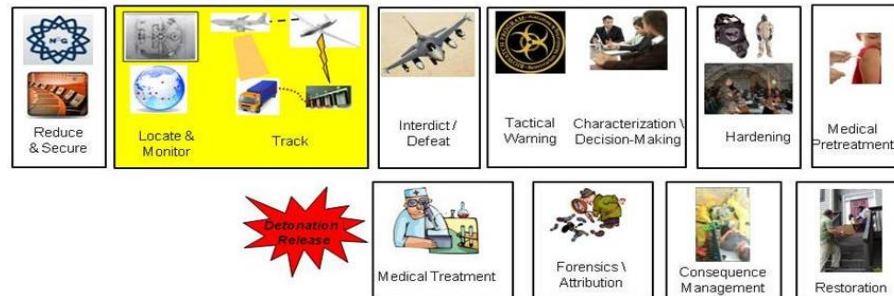 NSG
Reduce
& Secure
Locate &
Monitor
Track
Interdict /
Defeat
Tactical
Warning
Characterization \
Decision-Making
Hardening
Medical
Pretreatment
Detonation
Release
Medical Treatment
Forensics \
Attribution
Consequence
Management
Restoration